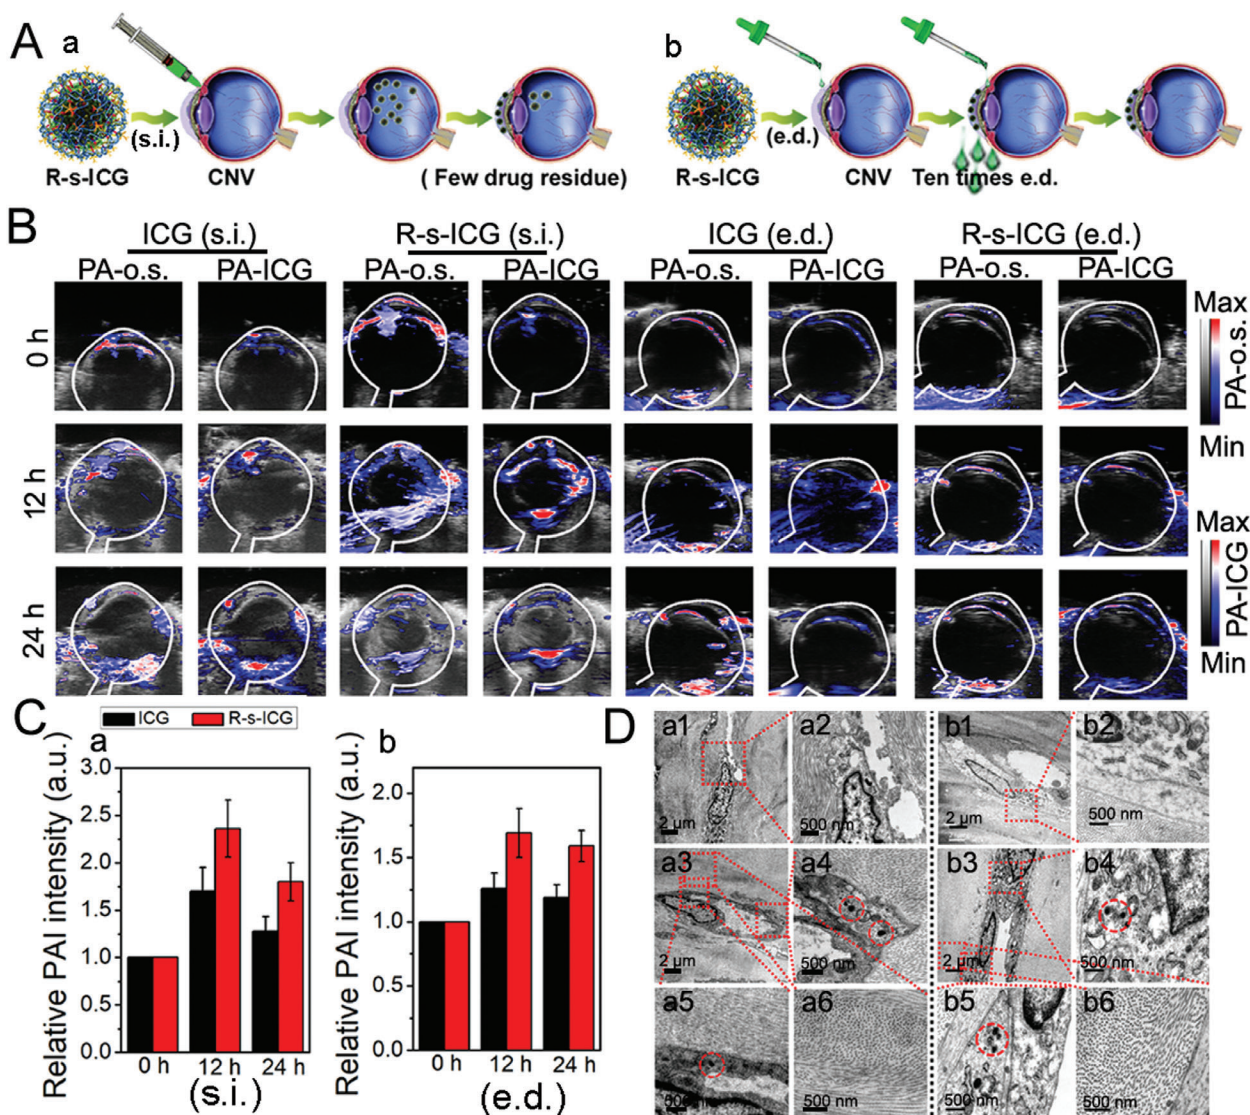 A
a
b
(s.i.)
R-s-ICG
CNV
( Few drug residue)
(e.d.)
R-s-ICG
CNV
Ten times e.d.
B
ICG (s.i.)
R-s-ICG (s.i.)
ICG (e.d.)
R-s-ICG (e.d.)
PA-o.s.
PA-ICG
PA-o.s.
PA-ICG
PA-o.s.
PA-ICG
PA-o.s.
PA-ICG
0 h
12 h
24 h
Max
PA-o.s.
Min
Max
PA-ICG
Min
C
ICG
R-s-ICG
a
Relative PAI intensity (a.u.)
3.0
2.5
2.0
1.5
1.0
0.5
0.0
0 h
12 h
24 h
(s.i.)
b
Relative PAI intensity (a.u.)
2.0
1.5
1.0
0.5
0.0
0 h
12 h
24 h
(e.d.)
D
a1
2 µm
a2
500 nm
b1
2 µm
b2
500 nm
a3
2 µm
a4
500 nm
b3
2 µm
b4
500 nm
a5
500 nm
a6
500 nm
b5
500 nm
b6
500 nm